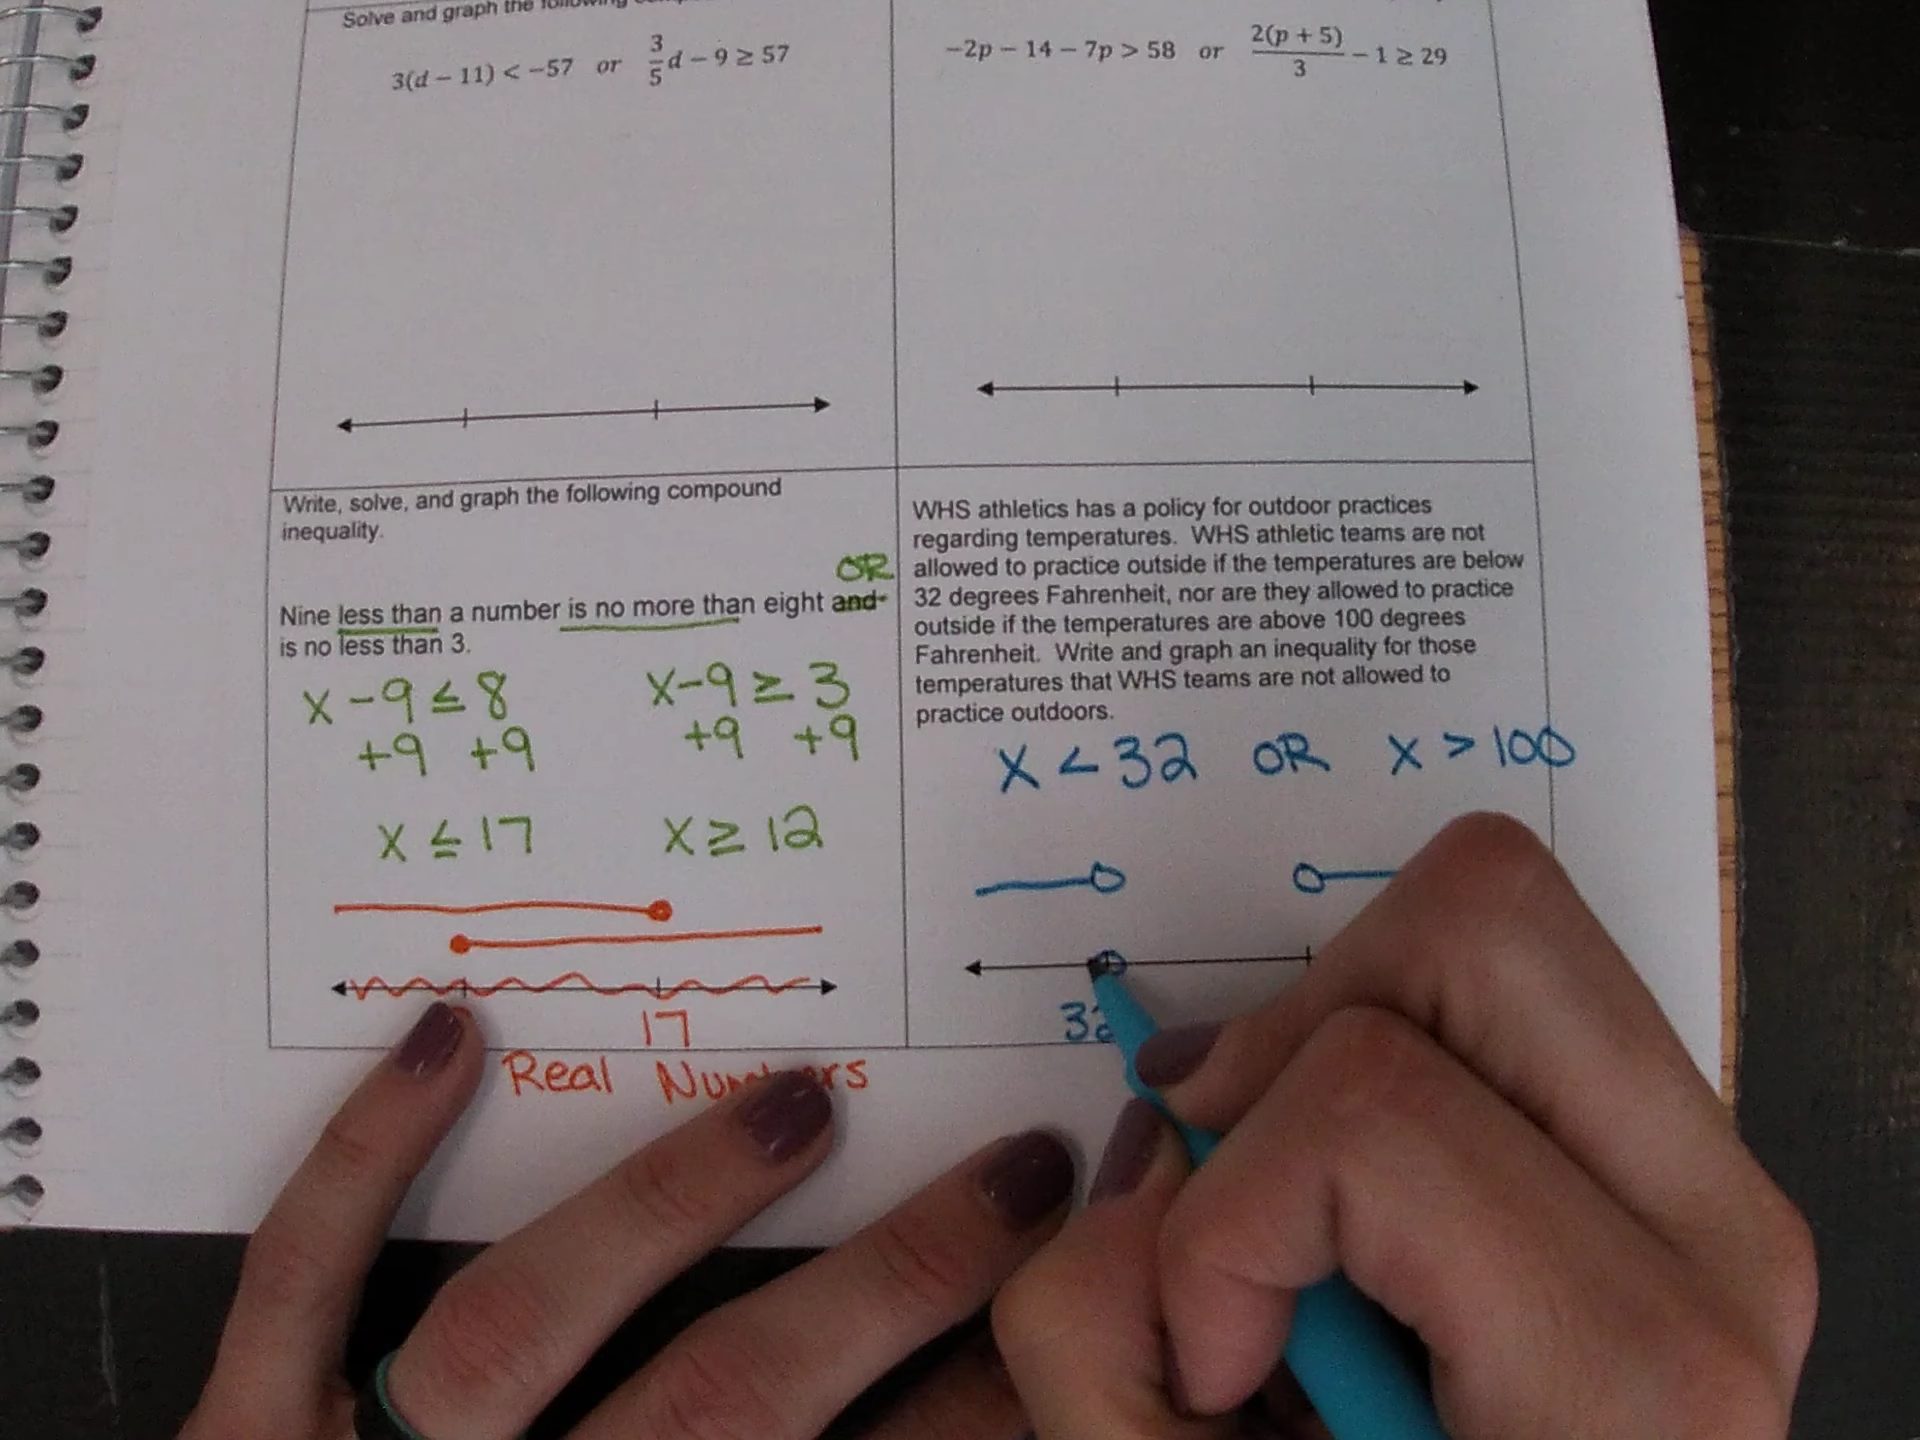 Solve and graph the following
3(d − 11) < −57 or 3/5 d − 9 ≥ 57
−2p − 14 − 7p > 58 or 2(p + 5)/3 − 1 ≥ 29
Write, solve, and graph the following compound
inequality.
OR
Nine less than a number is no more than eight and
is no less than 3.
x − 9 ≤ 8 x − 9 ≥ 3
+9 +9 +9 +9
x ≤ 17 x ≥ 12
17
Real Numbers
WHS athletics has a policy for outdoor practices
regarding temperatures. WHS athletic teams are not
allowed to practice outside if the temperatures are below
32 degrees Fahrenheit, nor are they allowed to practice
outside if the temperatures are above 100 degrees
Fahrenheit. Write and graph an inequality for those
temperatures that WHS teams are not allowed to
practice outdoors.
x < 32 OR x > 100
32